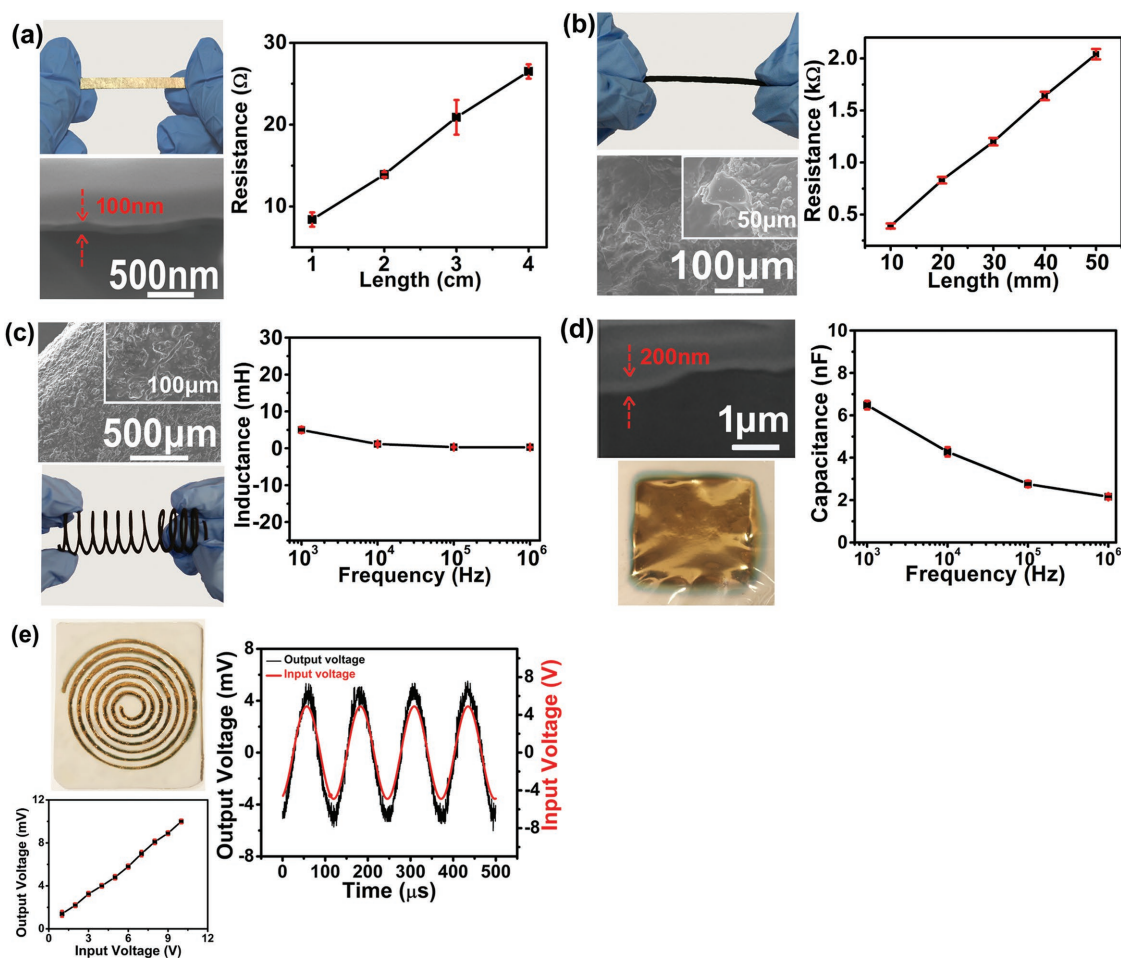 (a)
100nm
500nm
Resistance (Ω)
30
20
10
1 2 3 4
Length (cm)
(b)
50μm
100μm
Resistance (kΩ)
2.0
1.5
1.0
0.5
10 20 30 40 50
Length (mm)
(c)
100μm
500μm
Inductance (mH)
30
20
10
0
-10
-20
10³ 10⁴ 10⁵ 10⁶
Frequency (Hz)
(d)
200nm
1μm
Capacitance (nF)
10
8
6
4
2
0
10³ 10⁴ 10⁵ 10⁶
Frequency (Hz)
(e)
Output Voltage (mV)
12
8
4
0
0 3 6 9 12
Input Voltage (V)
Output Voltage (mV)
8
4
0
-4
-8
Output voltage
Input voltage
8
4
0
-4
-8
Input Voltage (V)
0 100 200 300 400 500
Time (μs)